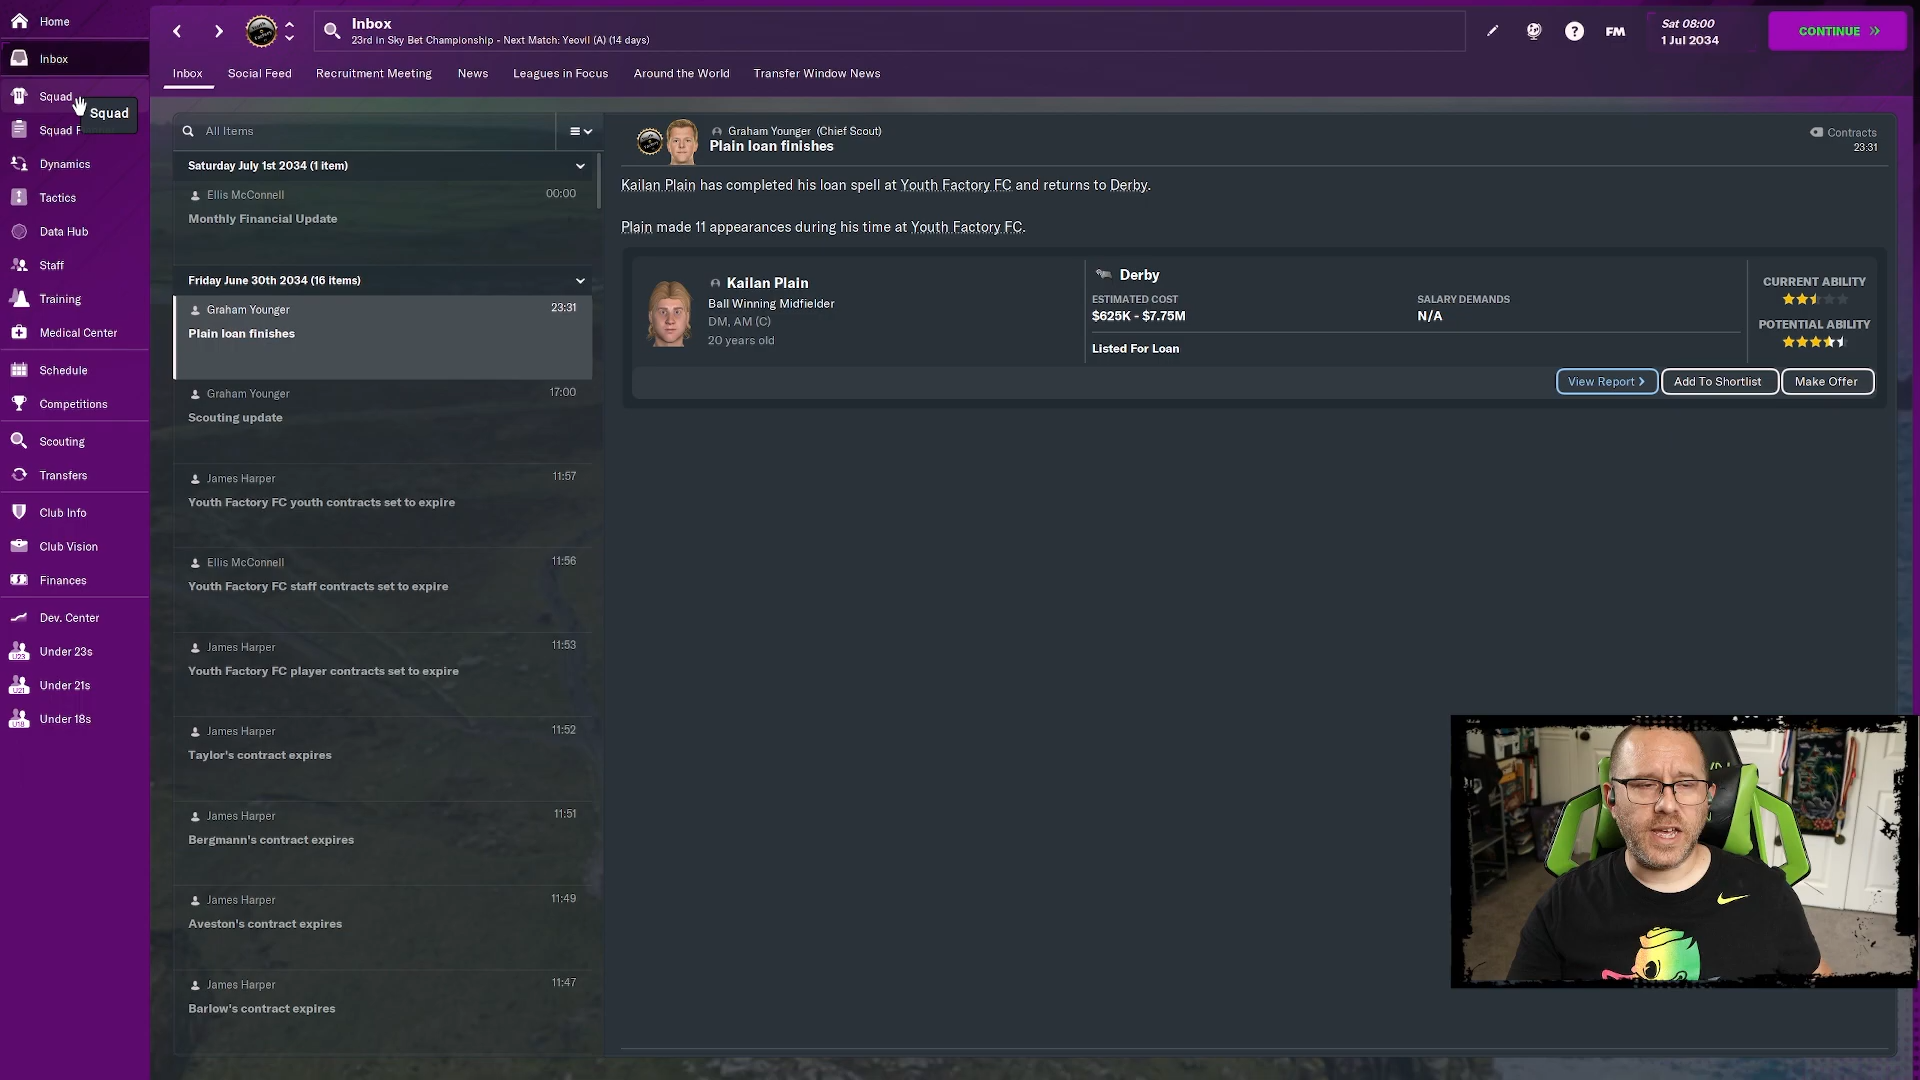 Home
Inbox
Squad
Squad
Squad
Dynamics
Tactics
Data Hub
Staff
Training
Medical Center
Schedule
Competitions
Scouting
Transfers
Club Info
Club Vision
Finances
Dev. Center
Under 23s
Under 21s
Under 18s
Inbox
23rd in Sky Bet Championship - Next Match: Yeovil (A) (14 days)
FM
Sat 08:00
1 Jul 2034
CONTINUE
Inbox
Social Feed
Recruitment Meeting
News
Leagues in Focus
Around the World
Transfer Window News
All Items
Saturday July 1st 2034 (1 item)
Ellis McConnell 00:00
Monthly Financial Update
Friday June 30th 2034 (16 items)
Graham Younger 23:31
Plain loan finishes
Graham Younger 17:00
Scouting update
James Harper 11:57
Youth Factory FC youth contracts set to expire
Ellis McConnell 11:56
Youth Factory FC staff contracts set to expire
James Harper 11:53
Youth Factory FC player contracts set to expire
James Harper 11:52
Taylor's contract expires
James Harper 11:51
Bergmann's contract expires
James Harper 11:49
Aveston's contract expires
James Harper 11:47
Barlow's contract expires
Graham Younger (Chief Scout)
Plain loan finishes
Contracts
23:31
Kailan Plain has completed his loan spell at Youth Factory FC and returns to Derby.
Plain made 11 appearances during his time at Youth Factory FC.
Kailan Plain
Ball Winning Midfielder
DM, AM (C)
20 years old
Derby
ESTIMATED COST
$625K - $7.75M
SALARY DEMANDS
N/A
Listed For Loan
CURRENT ABILITY
POTENTIAL ABILITY
View Report
Add To Shortlist
Make Offer